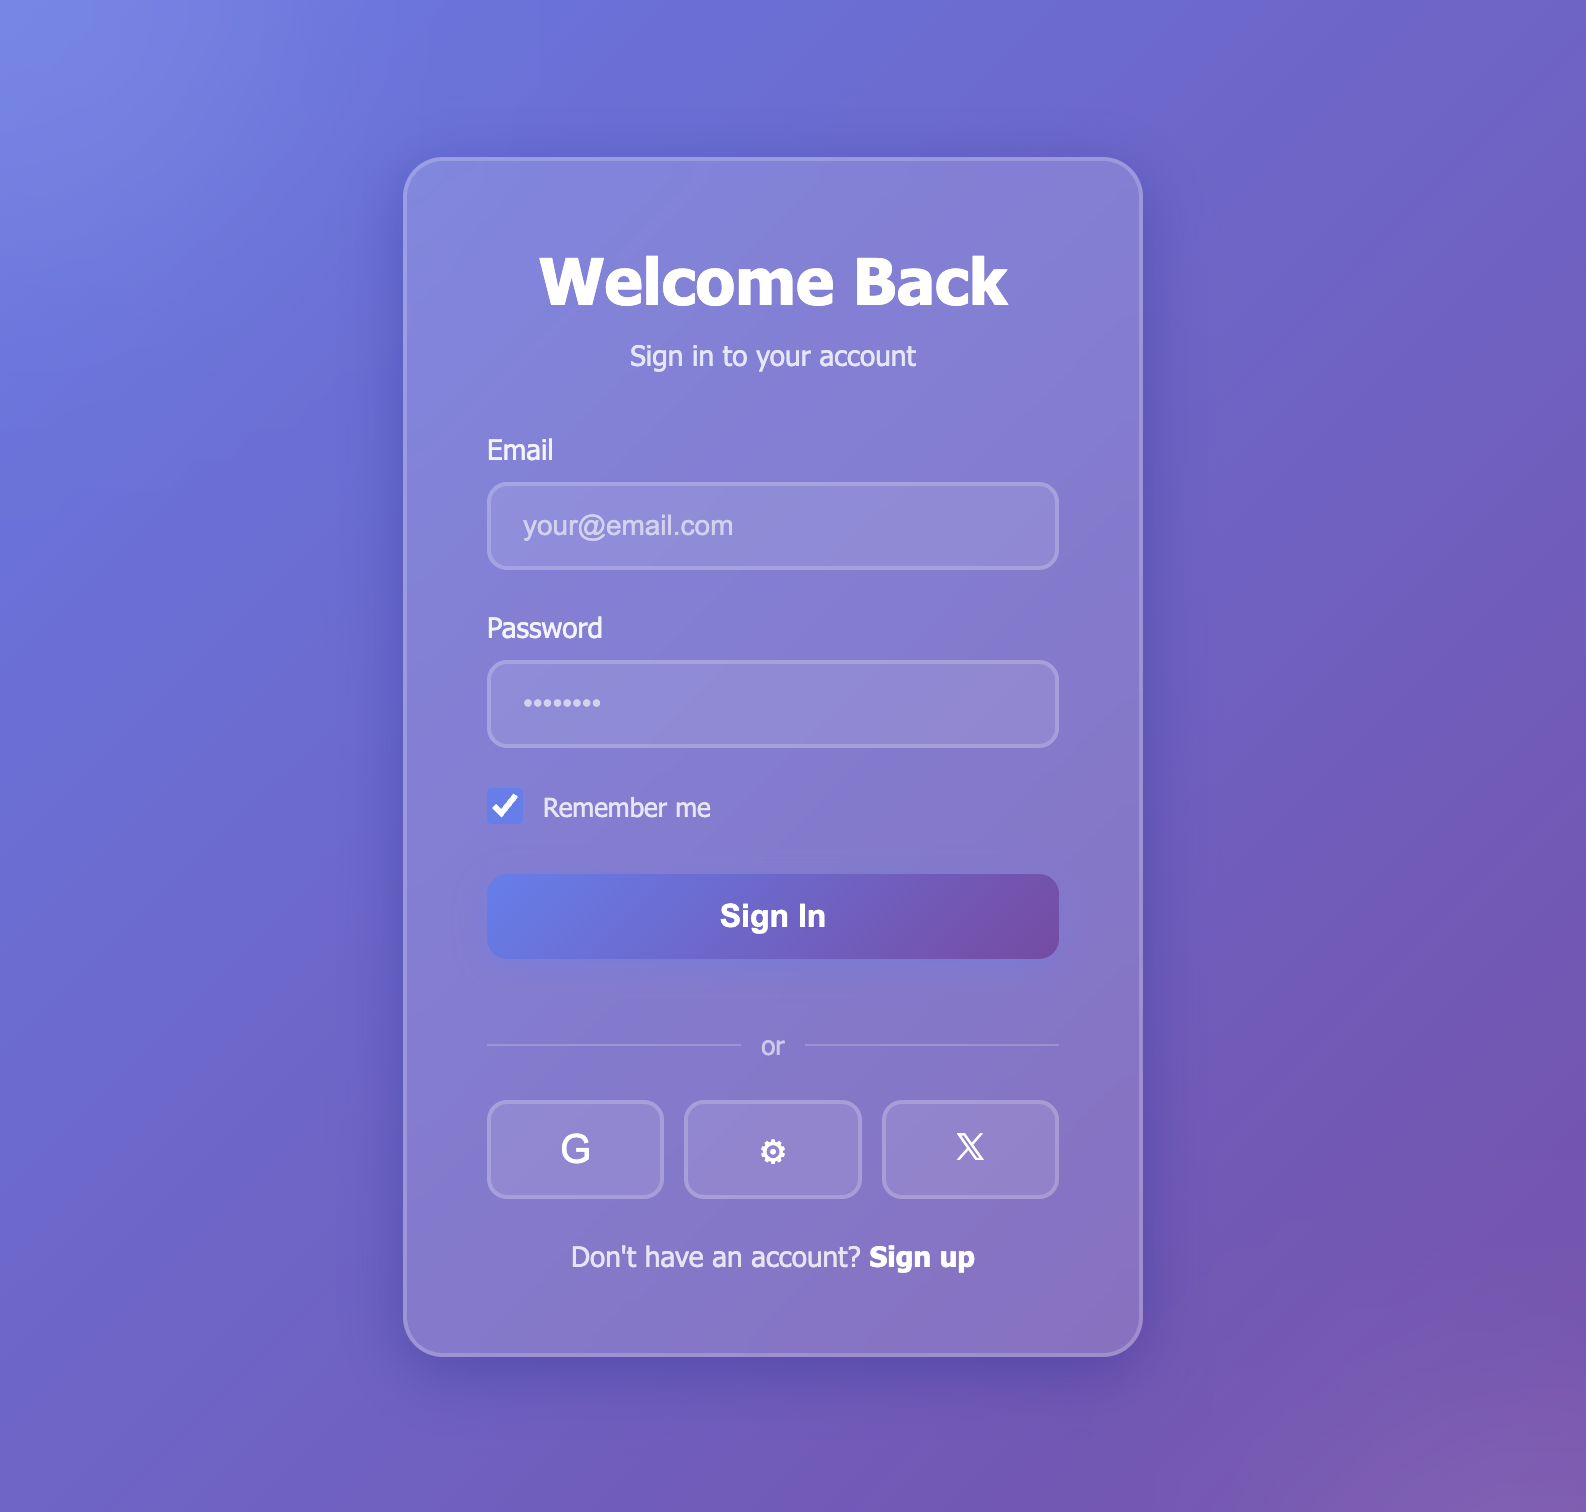 Welcome Back
Sign in to your account
Email
your@email.com
Password
••••••••
Remember me
Sign In
or
G ⚙ 𝕏
Don't have an account? Sign up